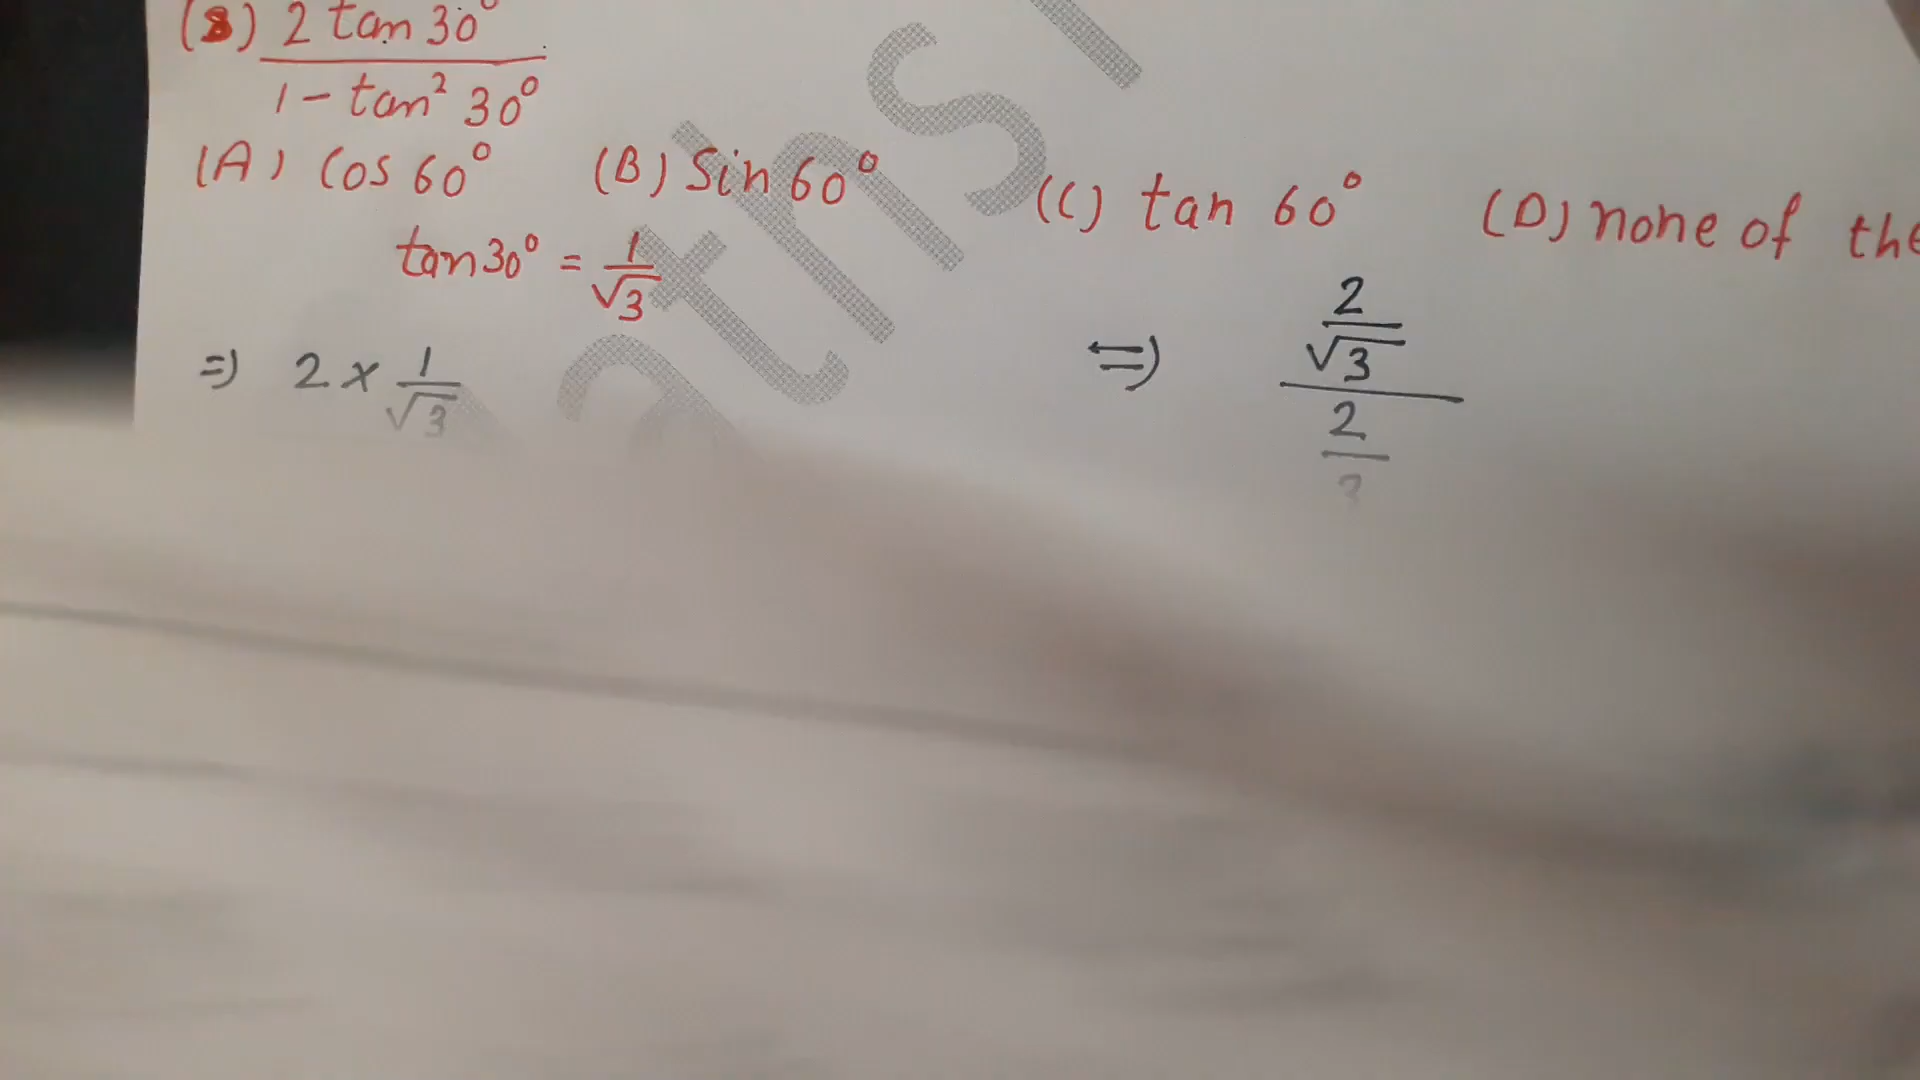 (8) 2 tan 30°
1 - tan² 30°
(A) Cos 60° (B) Sin 60° (C) tan 60° (D) none of the
tan 30° = 1/√3
=) 2 × 1/√3 =) 2/√3
2